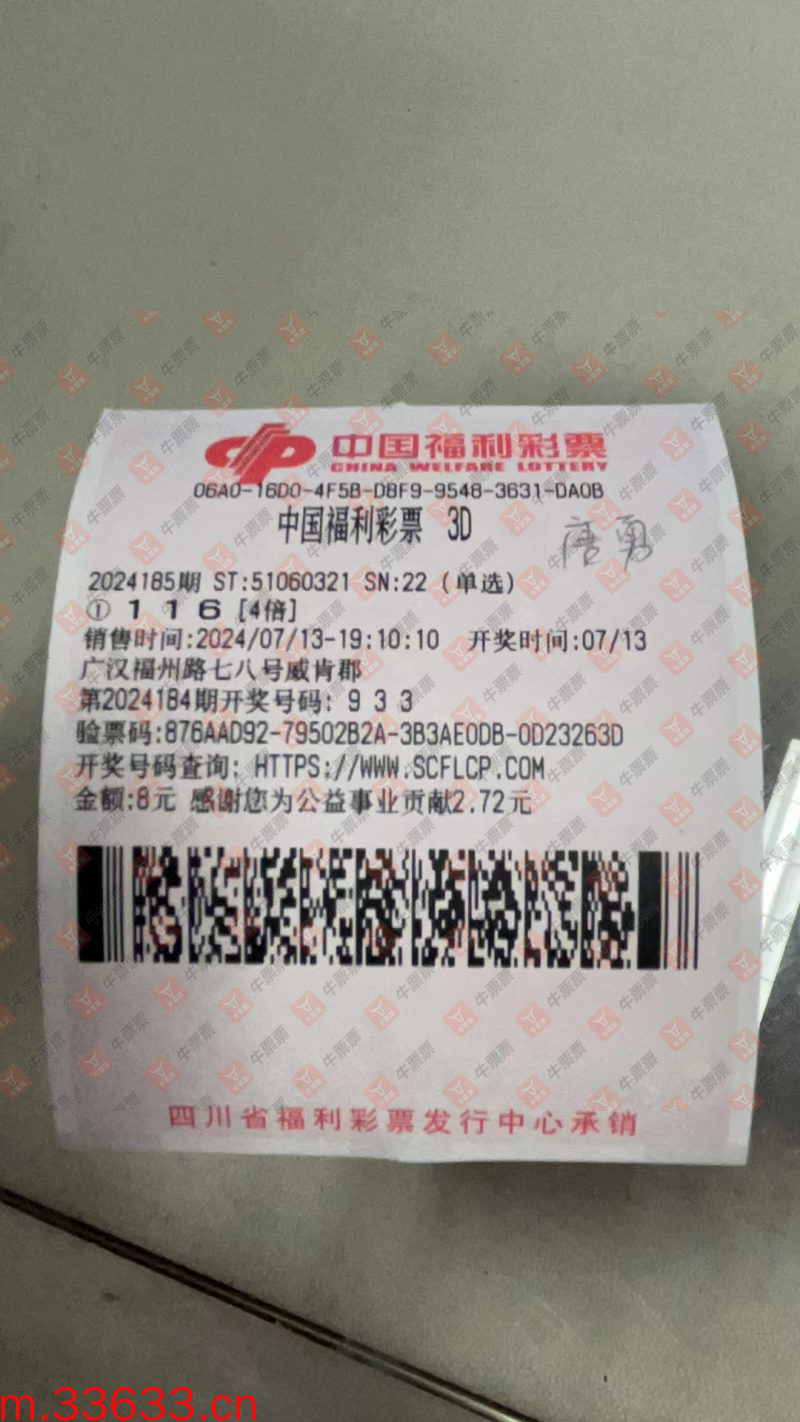 中国福利彩票
CHINA WELFARE LOTTERY
06A0-16D0-4F5B-D8F9-9548-3631-DA0B
中国福利彩票 3D
唐勇
2024185期 ST:51060321 SN:22 (单选)
① 1 1 6 [4倍]
销售时间:2024/07/13-19:10:10 开奖时间:07/13
广汉福州路七八号威肯郡
第2024184期开奖号码: 9 3 3
验票码:876AAD92-79502B2A-3B3AE0DB-0D23263D
开奖号码查询: HTTPS://WWW.SCFLCP.COM
金额:8元 感谢您为公益事业贡献2.72元
四川省福利彩票发行中心承销
牛票票
m.33633.cn